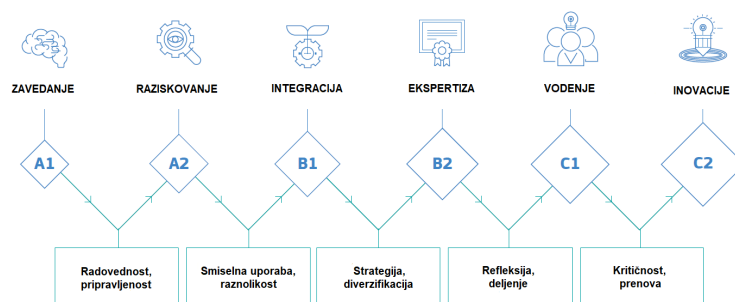 ZAVEDANJE
RAZISKOVANJE
INTEGRACIJA
EKSPERTIZA
VODENJE
INOVACIJE
A1
A2
B1
B2
C1
C2
Radovednost,
pripravljenost
Smiselna uporaba,
raznolikost
Strategija,
diverzifikacija
Refleksija,
deljenje
Kritičnost,
prenova